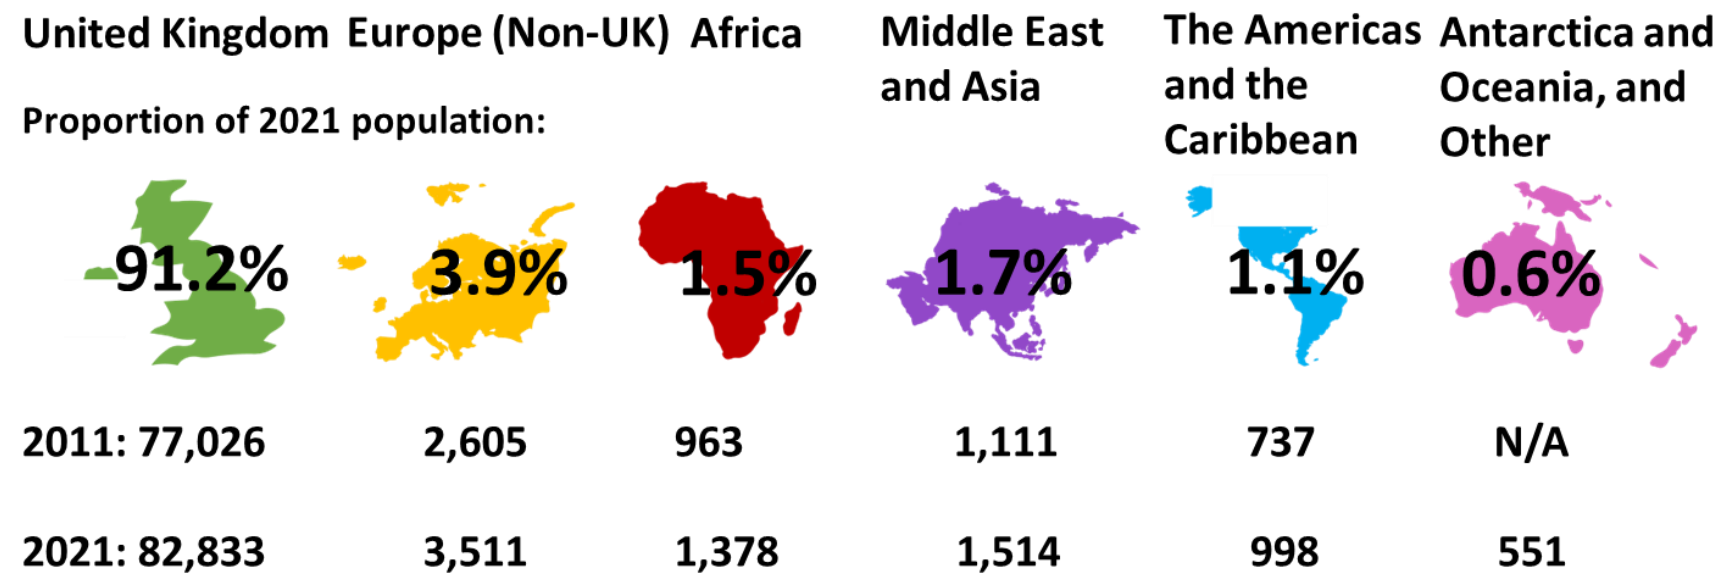 United Kingdom Europe (Non-UK) Africa Middle East and Asia The Americas and the Caribbean Antarctica and Oceania, and Other
Proportion of 2021 population:
91.2% 3.9% 1.5% 1.7% 1.1% 0.6%
2011: 77,026 2,605 963 1,111 737 N/A
2021: 82,833 3,511 1,378 1,514 998 551